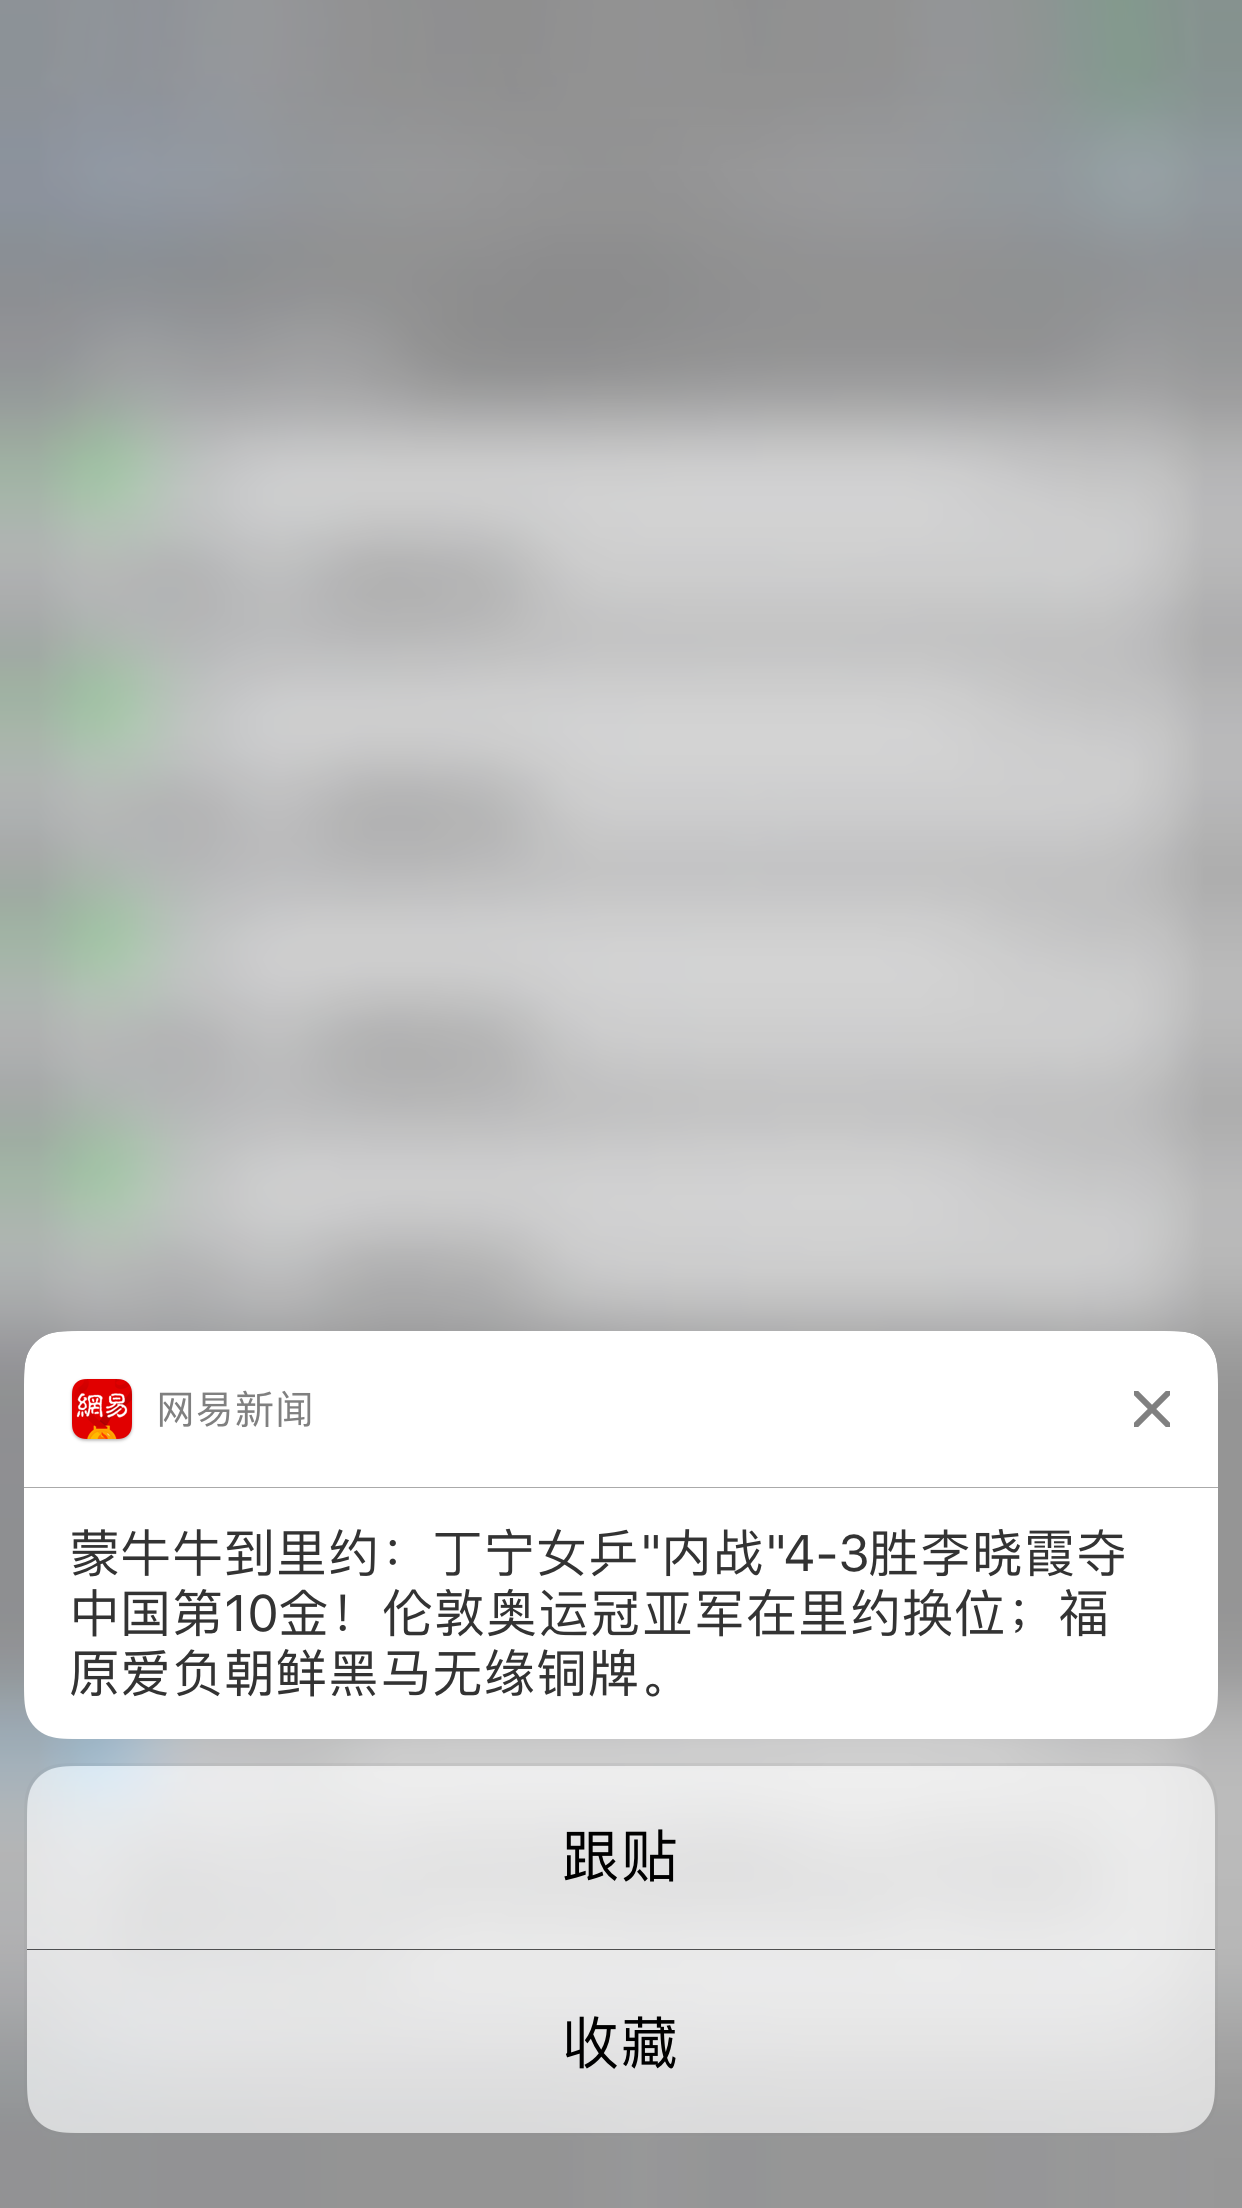 網易
网易新闻
蒙牛牛到里约：丁宁女乒"内战"4-3胜李晓霞夺
中国第10金！伦敦奥运冠亚军在里约换位；福
原爱负朝鲜黑马无缘铜牌。
跟贴
收藏